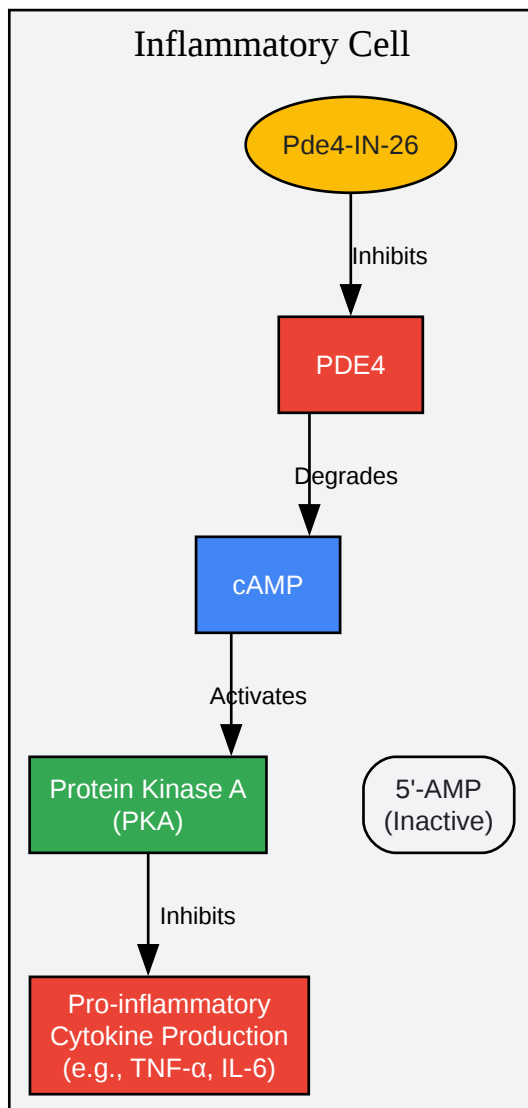 Inflammatory Cell
Pde4-IN-26
Inhibits
PDE4
Degrades
cAMP
Activates
Protein Kinase A
(PKA)
5'-AMP
(Inactive)
Inhibits
Pro-inflammatory
Cytokine Production
(e.g., TNF-α, IL-6)